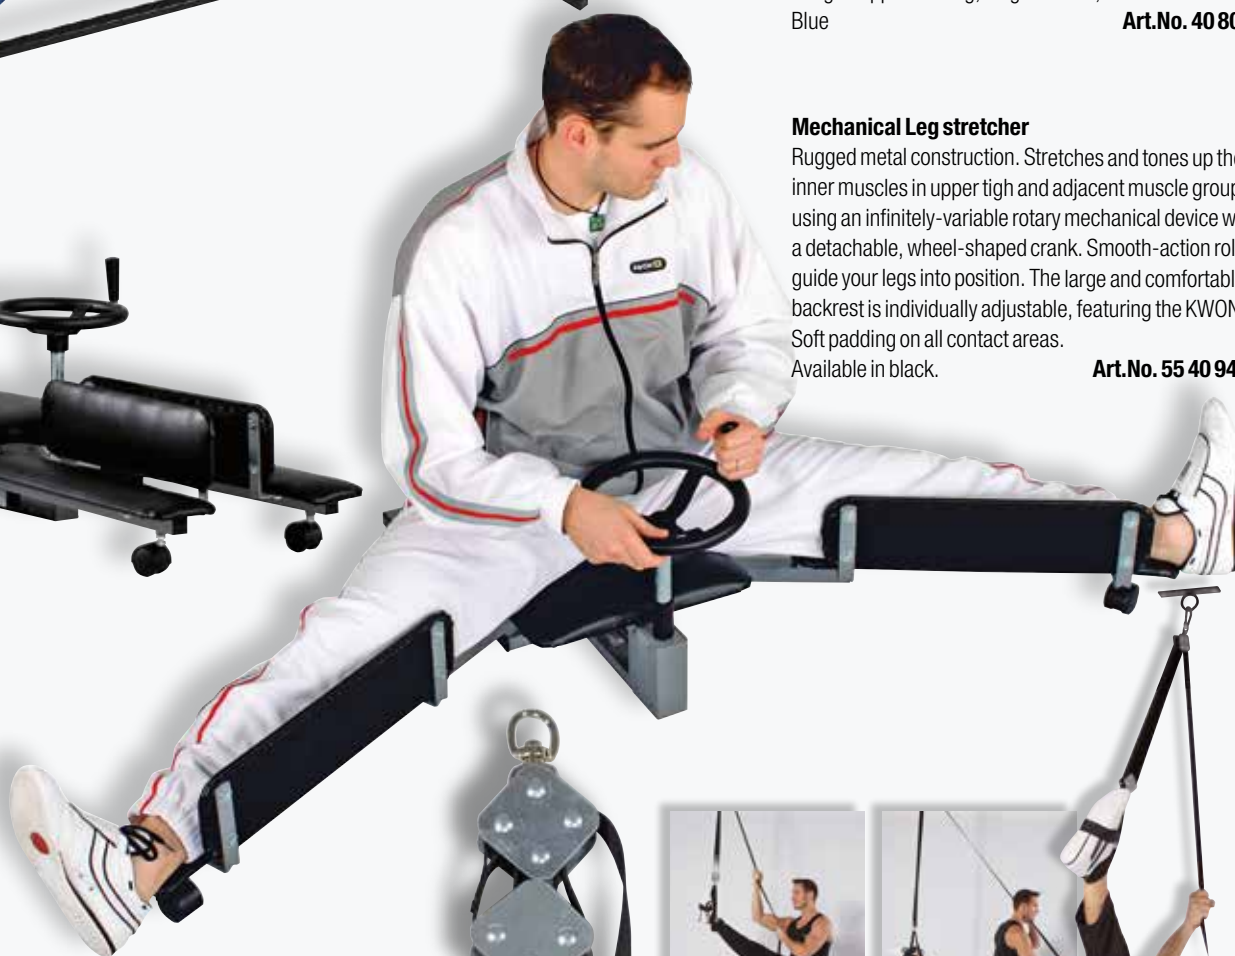 Blue Art.No. 40 80
Mechanical Leg stretcher
Rugged metal construction. Stretches and tones up the
inner muscles in upper tigh and adjacent muscle group
using an infinitely-variable rotary mechanical device w
a detachable, wheel-shaped crank. Smooth-action rol
guide your legs into position. The large and comfortabl
backrest is individually adjustable, featuring the KWON
Soft padding on all contact areas.
Available in black. Art.No. 55 40 94